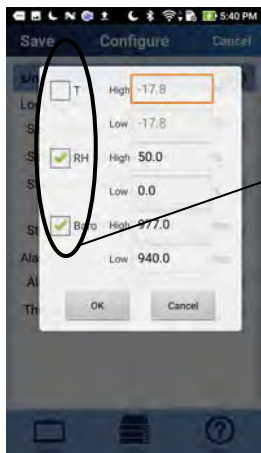 5:40 PM
Save Configure Cancel
T High -17.8
Low -17.8
RH High 50.0
Low 0.0
Baro High 977.0
Low 940.0
OK Cancel